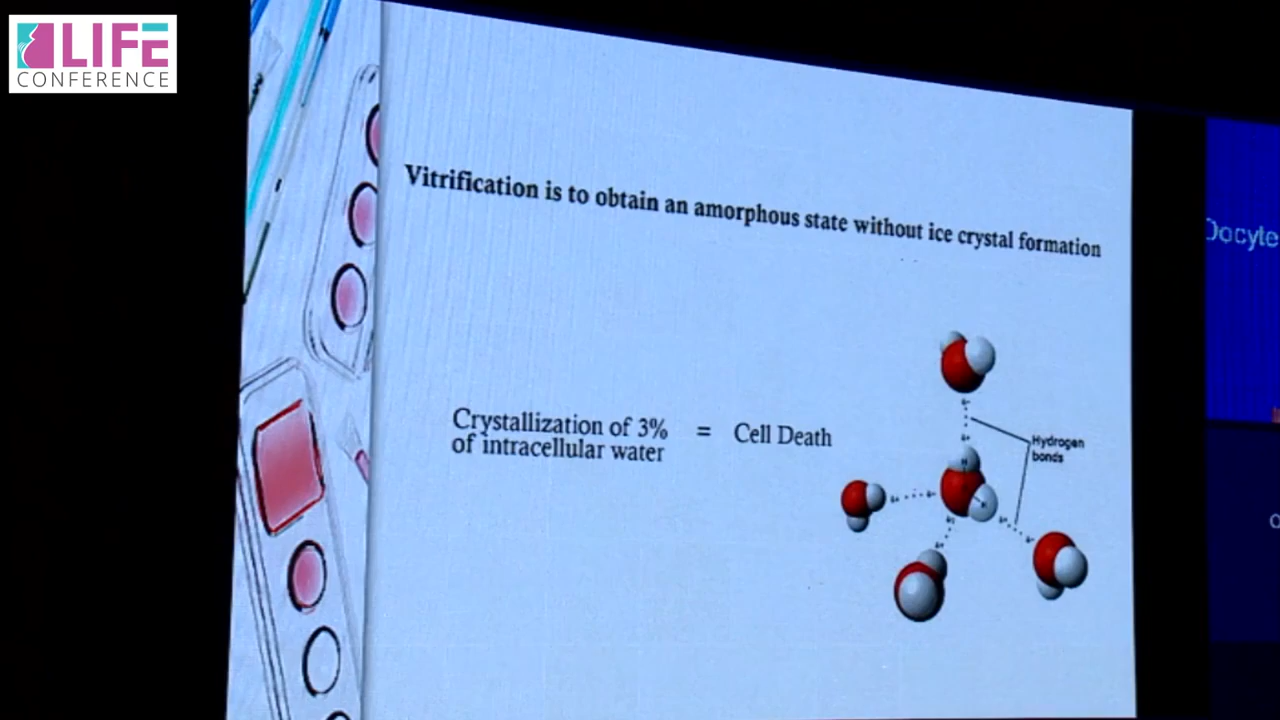 LIFE
CONFERENCE
Vitrification is to obtain an amorphous state without ice crystal formation
Crystallization of 3%
of intracellular water
= Cell Death
Hydrogen
bonds
Oocyte